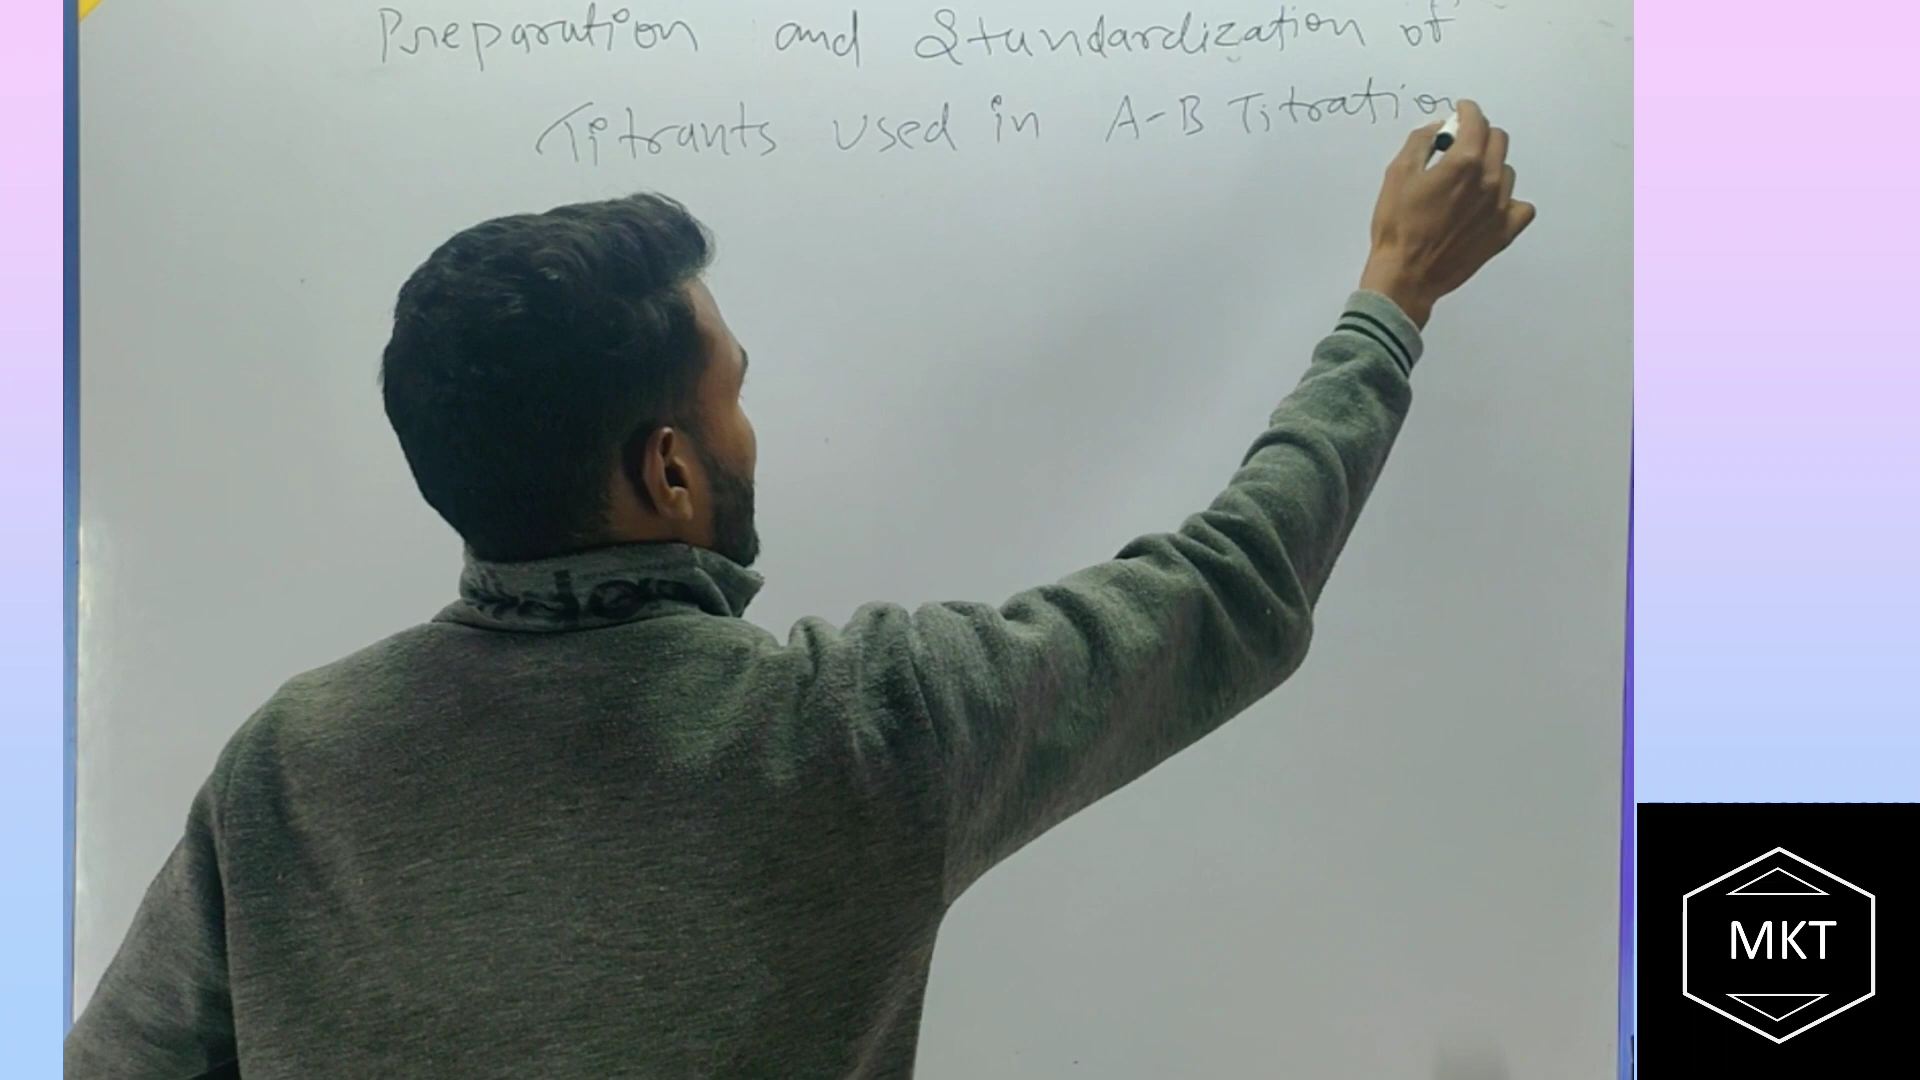 Preparation and Standardization of
Titrants used in A-B Titration
MKT